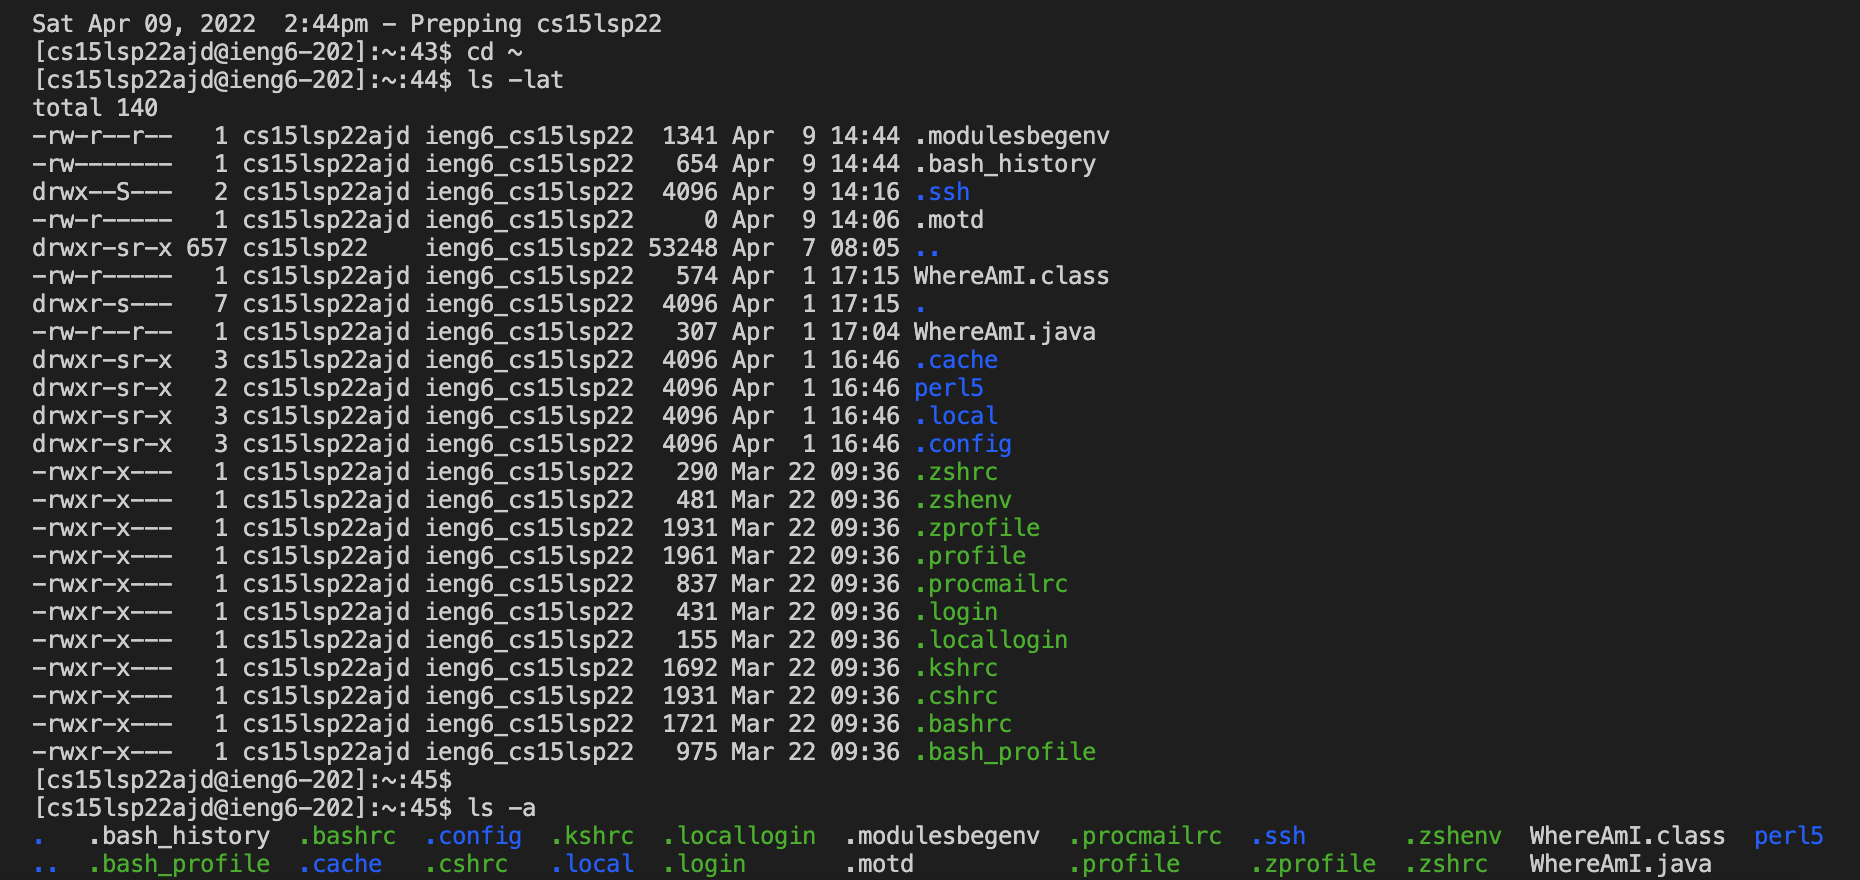 Sat Apr 09, 2022  2:44pm - Prepping cs15lsp22
[cs15lsp22ajd@ieng6-202]:~:43$ cd ~
[cs15lsp22ajd@ieng6-202]:~:44$ ls -lat
total 140
-rw-r--r--   1 cs15lsp22ajd ieng6_cs15lsp22  1341 Apr  9 14:44 .modulesbegenv
-rw-------   1 cs15lsp22ajd ieng6_cs15lsp22   654 Apr  9 14:44 .bash_history
drwx--S---   2 cs15lsp22ajd ieng6_cs15lsp22  4096 Apr  9 14:16 .ssh
-rw-r-----   1 cs15lsp22ajd ieng6_cs15lsp22     0 Apr  9 14:06 .motd
drwxr-sr-x 657 cs15lsp22    ieng6_cs15lsp22 53248 Apr  7 08:05 ..
-rw-r-----   1 cs15lsp22ajd ieng6_cs15lsp22   574 Apr  1 17:15 WhereAmI.class
drwxr-s---   7 cs15lsp22ajd ieng6_cs15lsp22  4096 Apr  1 17:15 .
-rw-r--r--   1 cs15lsp22ajd ieng6_cs15lsp22   307 Apr  1 17:04 WhereAmI.java
drwxr-sr-x   3 cs15lsp22ajd ieng6_cs15lsp22  4096 Apr  1 16:46 .cache
drwxr-sr-x   2 cs15lsp22ajd ieng6_cs15lsp22  4096 Apr  1 16:46 perl5
drwxr-sr-x   3 cs15lsp22ajd ieng6_cs15lsp22  4096 Apr  1 16:46 .local
drwxr-sr-x   3 cs15lsp22ajd ieng6_cs15lsp22  4096 Apr  1 16:46 .config
-rwxr-x---   1 cs15lsp22ajd ieng6_cs15lsp22   290 Mar 22 09:36 .zshrc
-rwxr-x---   1 cs15lsp22ajd ieng6_cs15lsp22   481 Mar 22 09:36 .zshenv
-rwxr-x---   1 cs15lsp22ajd ieng6_cs15lsp22  1931 Mar 22 09:36 .zprofile
-rwxr-x---   1 cs15lsp22ajd ieng6_cs15lsp22  1961 Mar 22 09:36 .profile
-rwxr-x---   1 cs15lsp22ajd ieng6_cs15lsp22   837 Mar 22 09:36 .procmailrc
-rwxr-x---   1 cs15lsp22ajd ieng6_cs15lsp22   431 Mar 22 09:36 .login
-rwxr-x---   1 cs15lsp22ajd ieng6_cs15lsp22   155 Mar 22 09:36 .locallogin
-rwxr-x---   1 cs15lsp22ajd ieng6_cs15lsp22  1692 Mar 22 09:36 .kshrc
-rwxr-x---   1 cs15lsp22ajd ieng6_cs15lsp22  1931 Mar 22 09:36 .cshrc
-rwxr-x---   1 cs15lsp22ajd ieng6_cs15lsp22  1721 Mar 22 09:36 .bashrc
-rwxr-x---   1 cs15lsp22ajd ieng6_cs15lsp22   975 Mar 22 09:36 .bash_profile
[cs15lsp22ajd@ieng6-202]:~:45$
[cs15lsp22ajd@ieng6-202]:~:45$ ls -a
.   .bash_history  .bashrc  .config  .kshrc  .locallogin  .modulesbegenv  .procmailrc  .ssh       .zshenv  WhereAmI.class  perl5
..  .bash_profile  .cache   .cshrc   .local  .login       .motd           .profile     .zprofile  .zshrc   WhereAmI.java